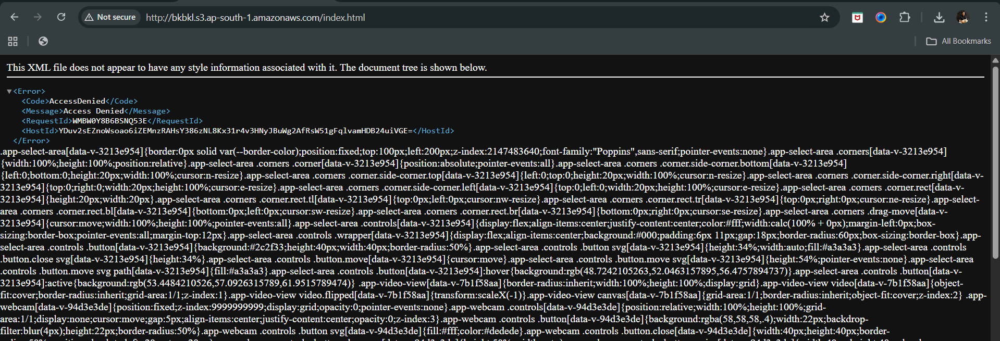 Not secure
http://bkbkl.s3.ap-south-1.amazonaws.com/index.html
All Bookmarks
This XML file does not appear to have any style information associated with it. The document tree is shown below.
▼<Error>
<Code>AccessDenied</Code>
<Message>Access Denied</Message>
<RequestId>WMBW0Y8B6BSNQ53E</RequestId>
<HostId>YDuv2sEZnoWsoao6iZEMnzRAHsY386zNL8Kx31r4v3HNyJBuWg2AfRsW51gFqlvamHDB24uiVGE=</HostId>
</Error>
.app-select-area[data-v-3213e954]{border:0px solid var(--border-color);position:fixed;top:100px;left:200px;z-index:2147483640;font-family:"Poppins",sans-serif;pointer-events:none}.app-select-area .corners[data-v-3213e954]
{width:100%;height:100%;position:relative}.app-select-area .corners .corner[data-v-3213e954]{position:absolute;pointer-events:all}.app-select-area .corners .corner.side-corner.bottom[data-v-3213e954]
{left:0;bottom:0;height:20px;width:100%;cursor:n-resize}.app-select-area .corners .corner.side-corner.top[data-v-3213e954]{left:0;top:0;height:20px;width:100%;cursor:n-resize}.app-select-area .corners .corner.side-corner.right[data-v-
3213e954]{top:0;right:0;width:20px;height:100%;cursor:e-resize}.app-select-area .corners .corner.side-corner.left[data-v-3213e954]{top:0;left:0;width:20px;height:100%;cursor:e-resize}.app-select-area .corners .corner.rect[data-v-
3213e954]{height:20px;width:20px}.app-select-area .corners .corner.rect.tl[data-v-3213e954]{top:0px;left:0px;cursor:nw-resize}.app-select-area .corners .corner.rect.tr[data-v-3213e954]{top:0px;right:0px;cursor:ne-resize}.app-select-
area .corners .corner.rect.bl[data-v-3213e954]{bottom:0px;left:0px;cursor:sw-resize}.app-select-area .corners .corner.rect.br[data-v-3213e954]{bottom:0px;right:0px;cursor:se-resize}.app-select-area .corners .drag-move[data-v-
3213e954]{cursor:move;width:100%;height:100%;pointer-events:all}.app-select-area .controls[data-v-3213e954]{display:flex;align-items:center;justify-content:center;color:#fff;width:calc(100% + 0px);margin-left:0px;box-
sizing:border-box;pointer-events:all;margin-top:12px}.app-select-area .controls .wrapper[data-v-3213e954]{display:flex;align-items:center;background:#000;padding:6px 11px;gap:18px;border-radius:60px;box-sizing:border-box}.app-
select-area .controls .button[data-v-3213e954]{background:#2c2f33;height:40px;width:40px;border-radius:50%}.app-select-area .controls .button svg[data-v-3213e954]{height:34%;width:auto;fill:#a3a3a3}.app-select-area .controls
.button.close svg[data-v-3213e954]{height:34%}.app-select-area .controls .button.move[data-v-3213e954]{cursor:move}.app-select-area .controls .button.move svg[data-v-3213e954]{height:54%;pointer-events:none}.app-select-area
.controls .button.move svg path[data-v-3213e954]{fill:#a3a3a3}.app-select-area .controls .button[data-v-3213e954]:hover{background:rgb(48.7242105263,52.0463157895,56.4757894737)}.app-select-area .controls .button[data-v-
3213e954]:active{background:rgb(53.4484210526,57.0926315789,61.9515789474)} .app-video-view[data-v-7b1f58aa]{border-radius:inherit;width:100%;height:100%;display:grid}.app-video-view video[data-v-7b1f58aa]{object-
fit:cover;border-radius:inherit;grid-area:1/1;z-index:1}.app-video-view video.flipped[data-v-7b1f58aa]{transform:scaleX(-1)}.app-video-view canvas[data-v-7b1f58aa]{grid-area:1/1;border-radius:inherit;object-fit:cover;z-index:2} .app-
webcam[data-v-94d3e3de]{position:fixed;z-index:9999999999;display:grid;opacity:0;pointer-events:none}.app-webcam .controls[data-v-94d3e3de]{position:relative;width:100%;height:100%;grid-
area:1/1;display:none;cursor:move;gap:5px;align-items:center;justify-content:center;opacity:0;z-index:3}.app-webcam .controls .button[data-v-94d3e3de]{background:rgba(58,58,58,.4);width:22px;backdrop-
filter:blur(4px);height:22px;border-radius:50%}.app-webcam .controls .button svg[data-v-94d3e3de]{fill:#fff;color:#dedede}.app-webcam .controls .button.close[data-v-94d3e3de]{width:40px;height:40px;border-